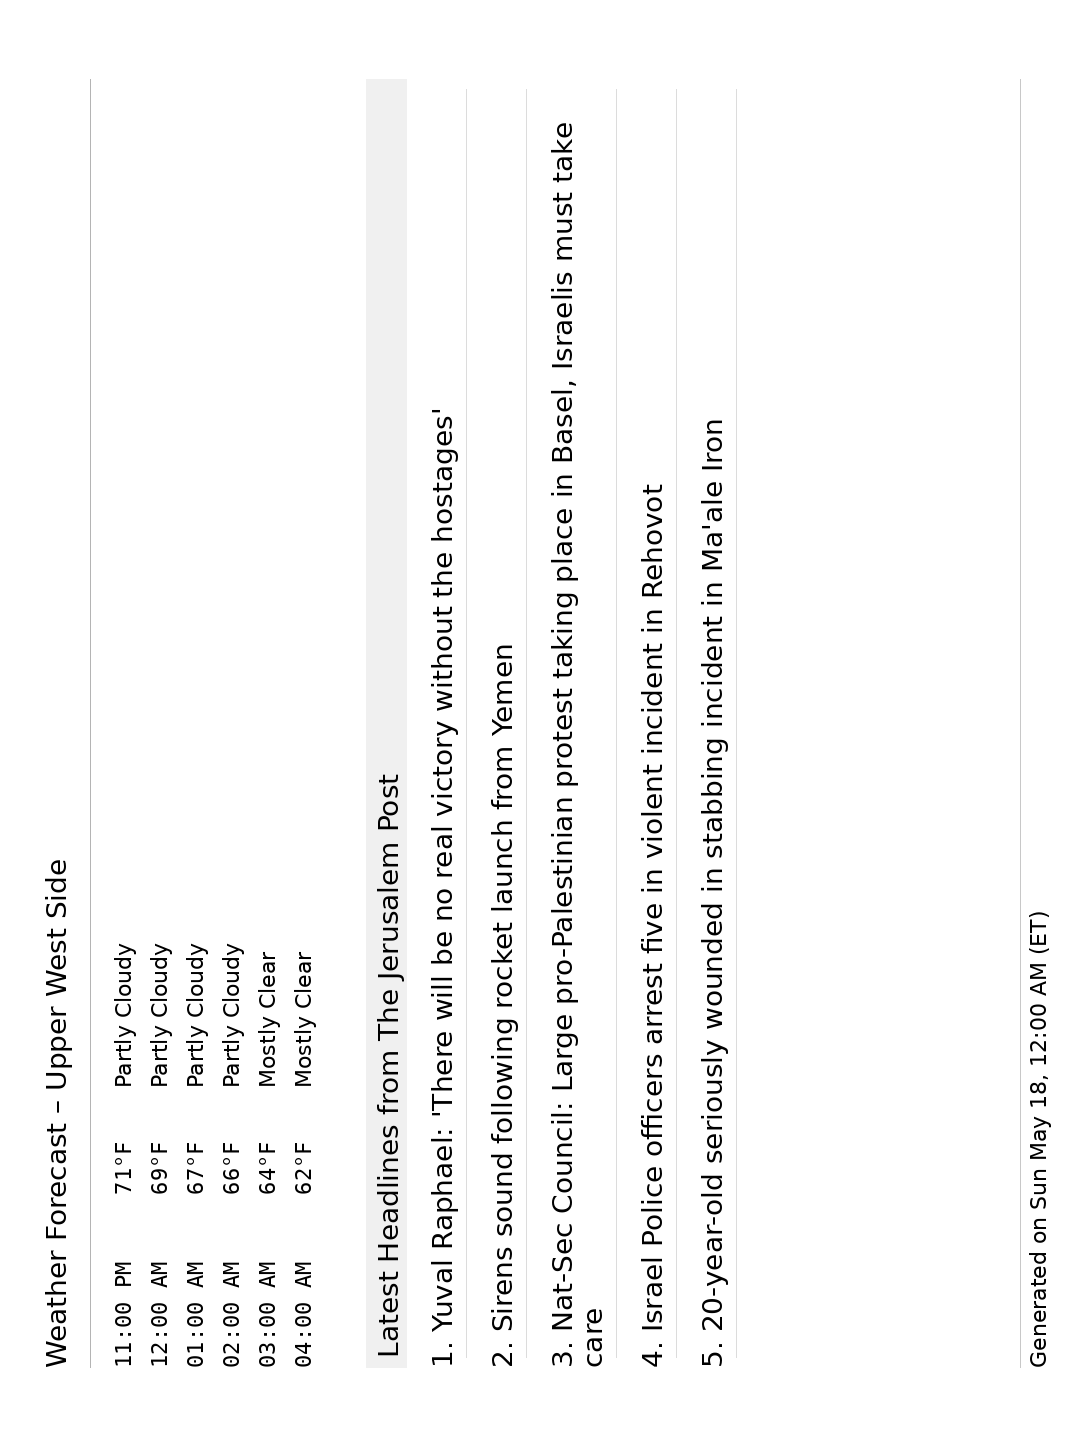 Weather Forecast – Upper West Side
11:00 PM 71°F Partly Cloudy
12:00 AM 69°F Partly Cloudy
01:00 AM 67°F Partly Cloudy
02:00 AM 66°F Partly Cloudy
03:00 AM 64°F Mostly Clear
04:00 AM 62°F Mostly Clear
Latest Headlines from The Jerusalem Post
1. Yuval Raphael: 'There will be no real victory without the hostages'
2. Sirens sound following rocket launch from Yemen
3. Nat-Sec Council: Large pro-Palestinian protest taking place in Basel, Israelis must take
care
4. Israel Police officers arrest five in violent incident in Rehovot
5. 20-year-old seriously wounded in stabbing incident in Ma'ale Iron
Generated on Sun May 18, 12:00 AM (ET)